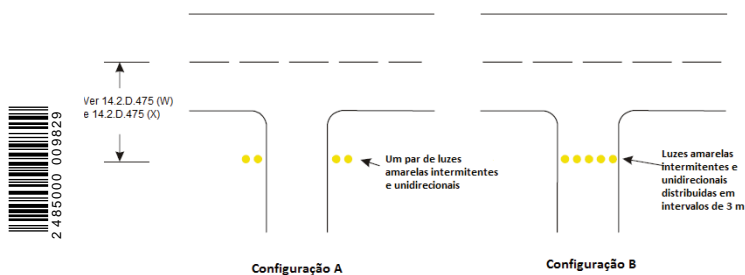 Ver 14.2.D.475 (W)
e 14.2.D.475 (X)
2 485000 009829
Um par de luzes
amarelas intermitentes
e unidirecionais
Luzes amarelas
intermitentes e
unidirecionais
distribuidas em
intervalos de 3 m
Configuração A
Configuração B